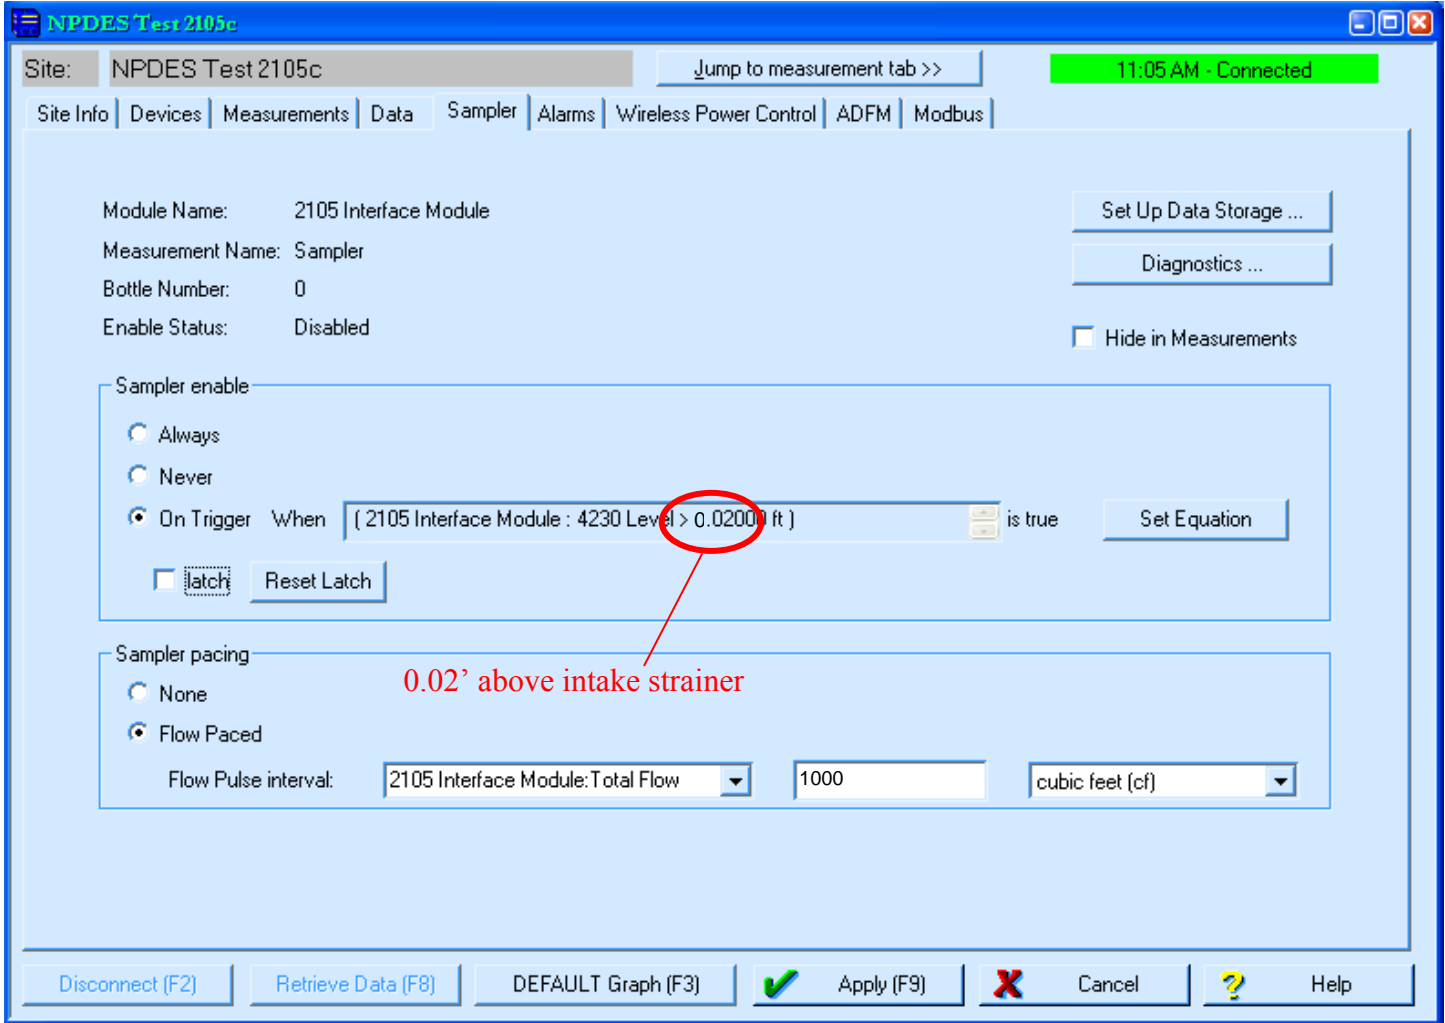 NPDES Test 2105c
Site: NPDES Test 2105c Jump to measurement tab >> 11:05 AM - Connected
Site Info Devices Measurements Data Sampler Alarms Wireless Power Control ADFM Modbus
Module Name: 2105 Interface Module Set Up Data Storage ...
Measurement Name: Sampler
Diagnostics ...
Bottle Number: 0
Enable Status: Disabled
Hide in Measurements
Sampler enable
Always
Never
On Trigger When ( 2105 Interface Module : 4230 Level > 0.02000 ft ) is true Set Equation
latch Reset Latch
Sampler pacing
0.02’ above intake strainer
None
Flow Paced
Flow Pulse interval: 2105 Interface Module:Total Flow 1000 cubic feet (cf)
Disconnect (F2) Retrieve Data (F8) DEFAULT Graph (F3) Apply (F9) Cancel Help